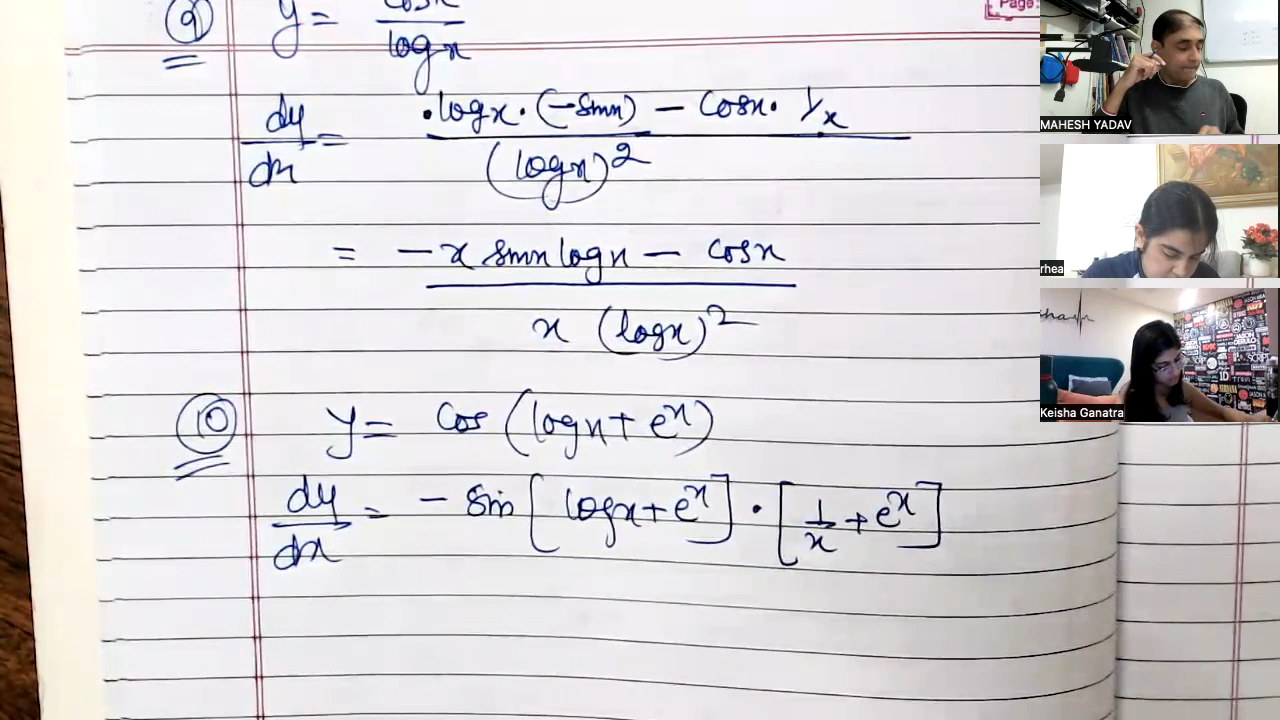 Page:
⑨ y = cosx / logx
dy/dx = ·logx·(-sinx) - cosx· 1/x / (logx)²
= -x sinx logx - cosx / x (logx)²
⑩ y = cos (logx + eˣ)
dy/dx = - sin [logx + eˣ] · [1/x + eˣ]
MAHESH YADAV
rhea
Keisha Ganatra